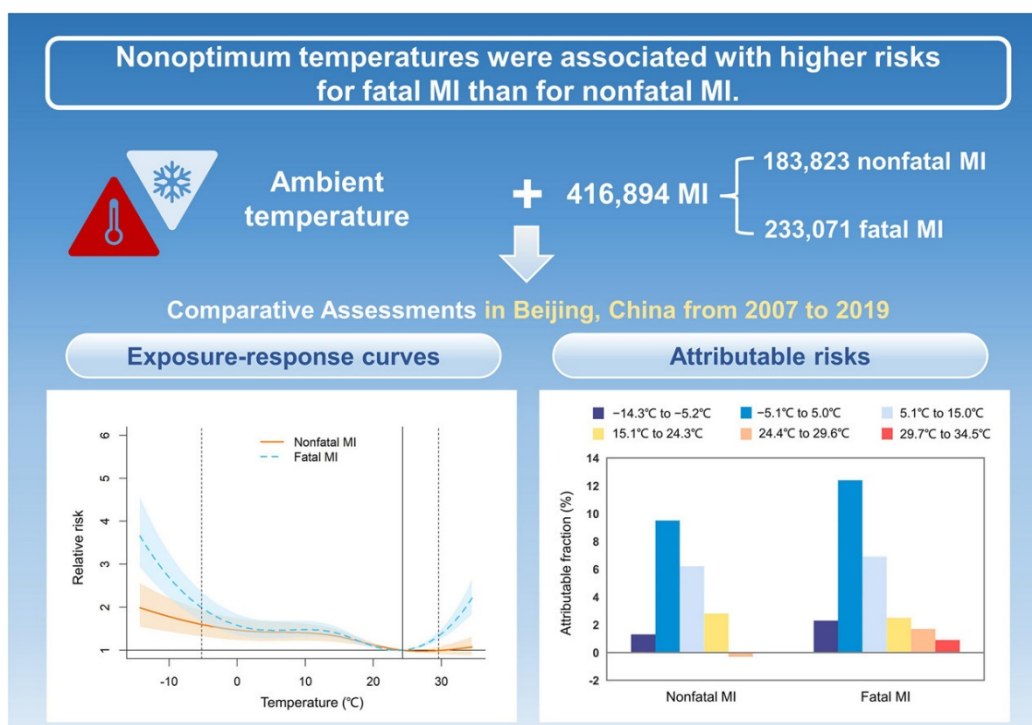 Nonoptimum temperatures were associated with higher risks
for fatal MI than for nonfatal MI.
Ambient
temperature
+
416,894 MI
183,823 nonfatal MI
233,071 fatal MI
Comparative Assessments in Beijing, China from 2007 to 2019
Exposure-response curves
Relative risk
6
5
4
3
2
1
Nonfatal MI
Fatal MI
-10
0
10
20
30
Temperature (℃)
Attributable risks
−14.3℃ to −5.2℃
−5.1℃ to 5.0℃
5.1℃ to 15.0℃
15.1℃ to 24.3℃
24.4℃ to 29.6℃
29.7℃ to 34.5℃
Attributable fraction (%)
14
12
10
8
6
4
2
0
-2
Nonfatal MI
Fatal MI